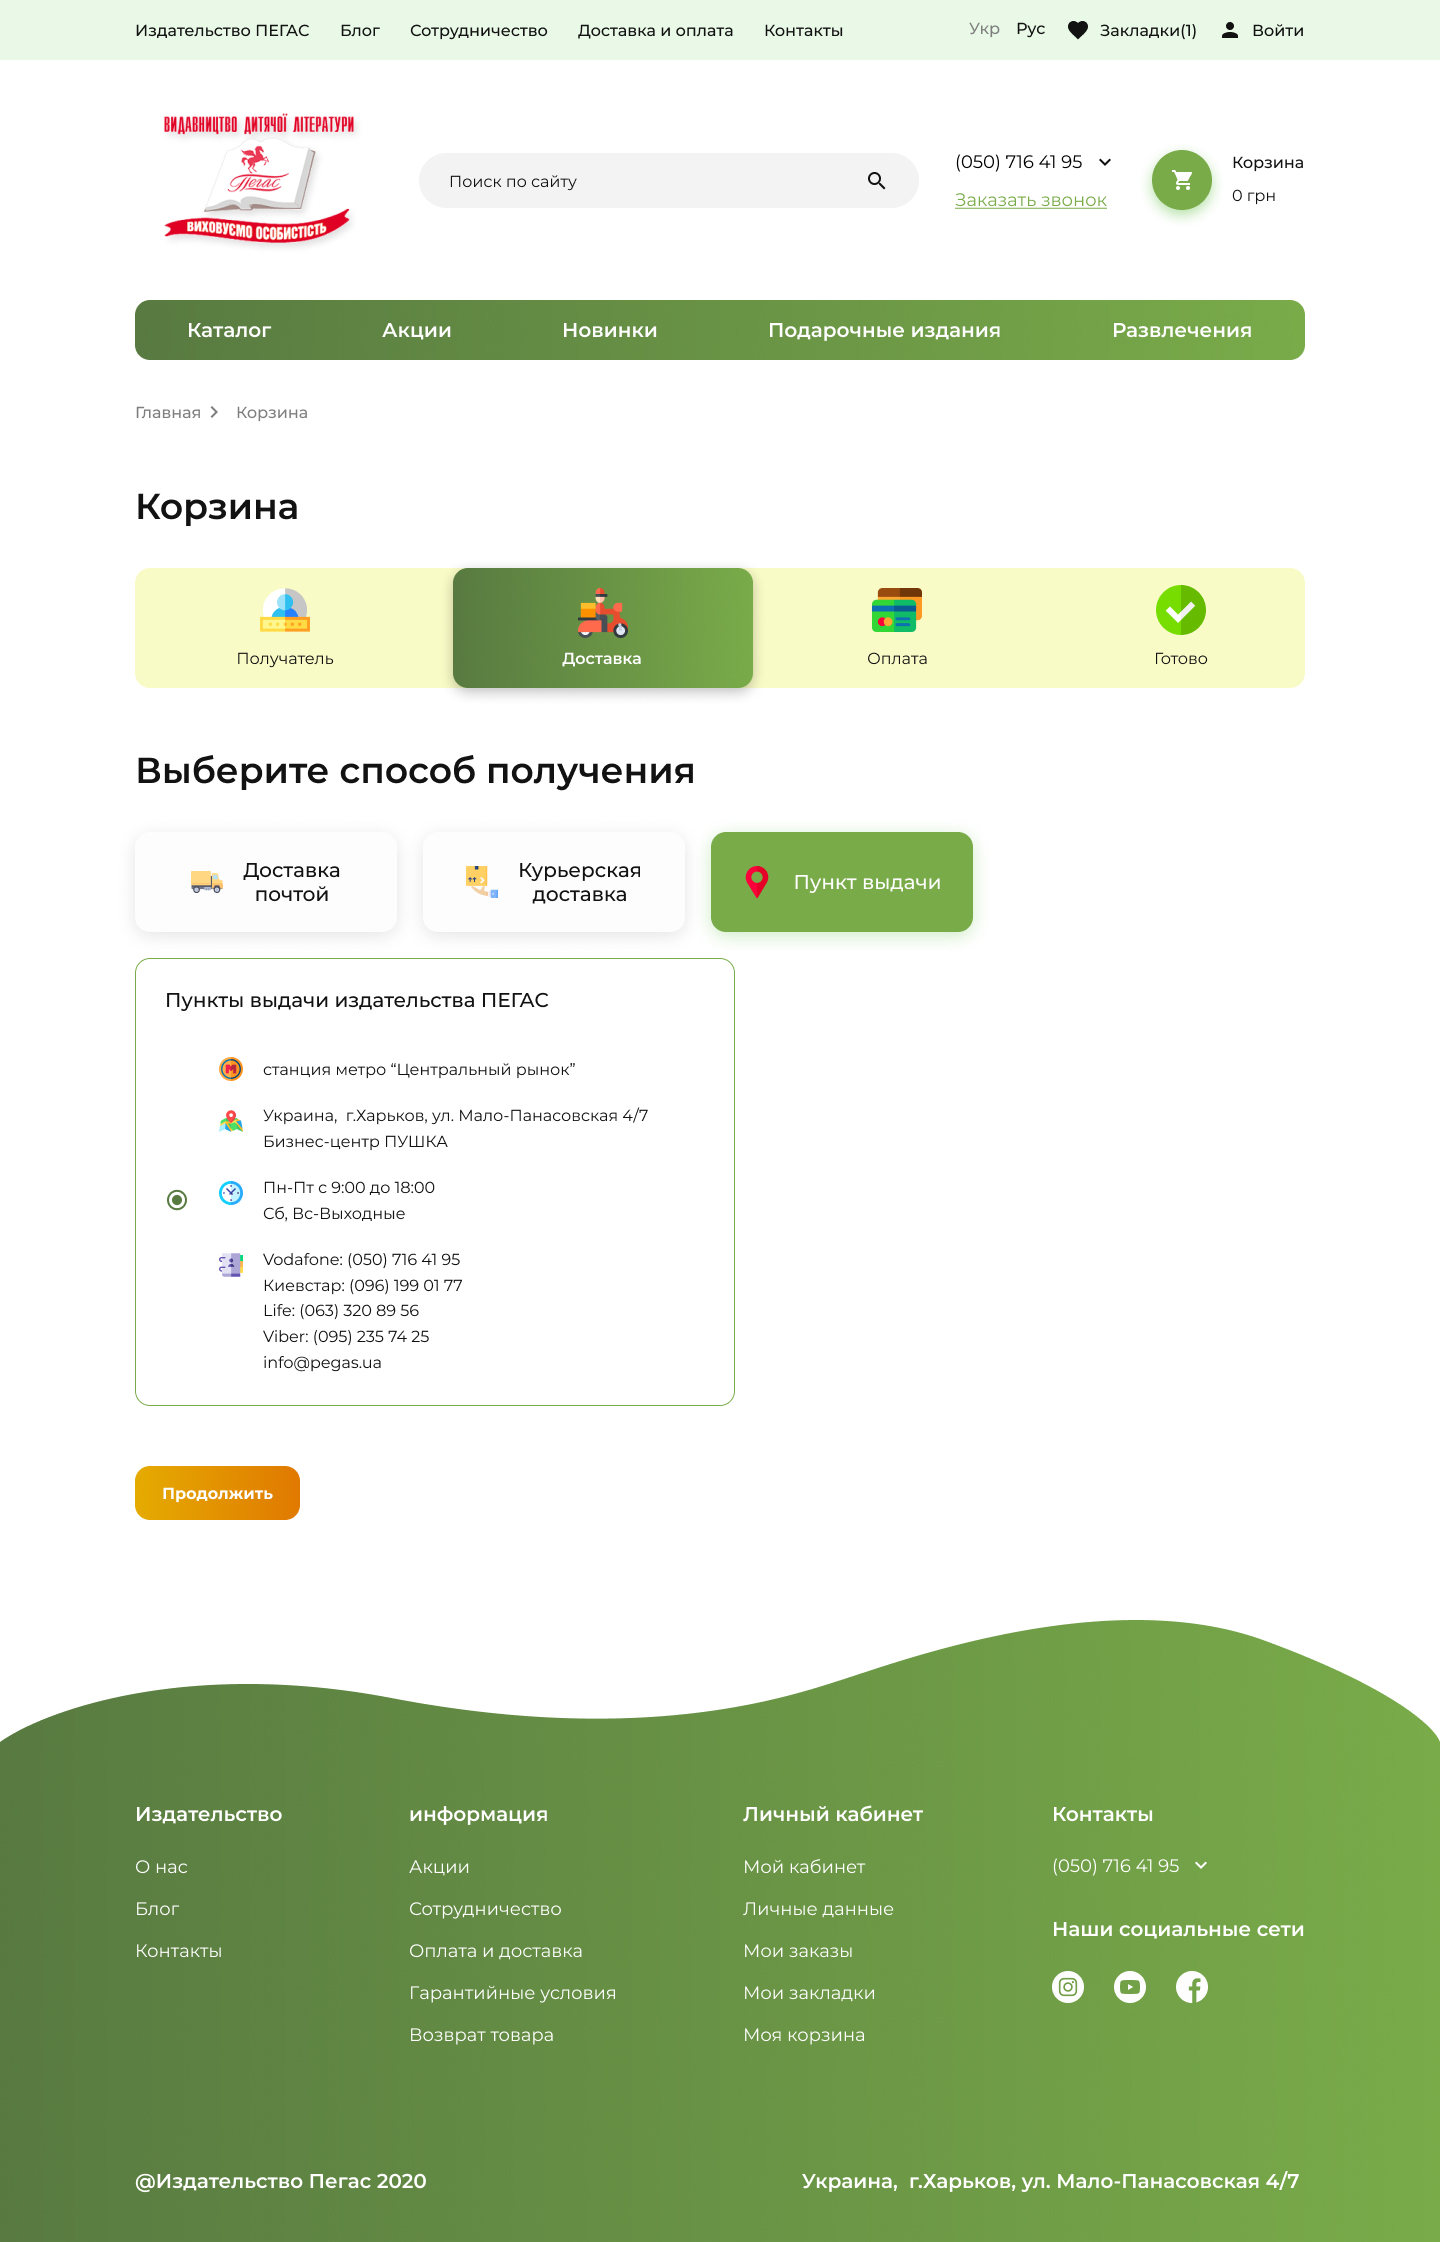 Издательство ПЕГАС Блог Сотрудничество Доставка и оплата Контакты Укр Рус Закладки(1) Войти
ВИДАВНИЦТВО ДИТЯЧОЇ ЛІТЕРАТУРИ
Пегас
ВИХОВУЄМО ОСОБИСТІСТЬ
Поиск по сайту
(050) 716 41 95
Заказать звонок
Корзина
0 грн
Каталог Акции Новинки Подарочные издания Развлечения
Главная Корзина
Корзина
Получатель Доставка Оплата Готово
Выберите способ получения
Доставка
почтой
Курьерская
доставка
Пункт выдачи
Пункты выдачи издательства ПЕГАС
станция метро “Центральный рынок”
Украина,  г.Харьков, ул. Мало-Панасовская 4/7
Бизнес-центр ПУШКА
Пн-Пт с 9:00 до 18:00
Сб, Вс-Выходные
Vodafone: (050) 716 41 95
Киевстар: (096) 199 01 77
Life: (063) 320 89 56
Viber: (095) 235 74 25
info@pegas.ua
Продолжить
Издательство
О нас
Блог
Контакты
информация
Акции
Сотрудничество
Оплата и доставка
Гарантийные условия
Возврат товара
Личный кабинет
Мой кабинет
Личные данные
Мои заказы
Мои закладки
Моя корзина
Контакты
(050) 716 41 95
Наши социальные сети
@Издательство Пегас 2020
Украина,  г.Харьков, ул. Мало-Панасовская 4/7